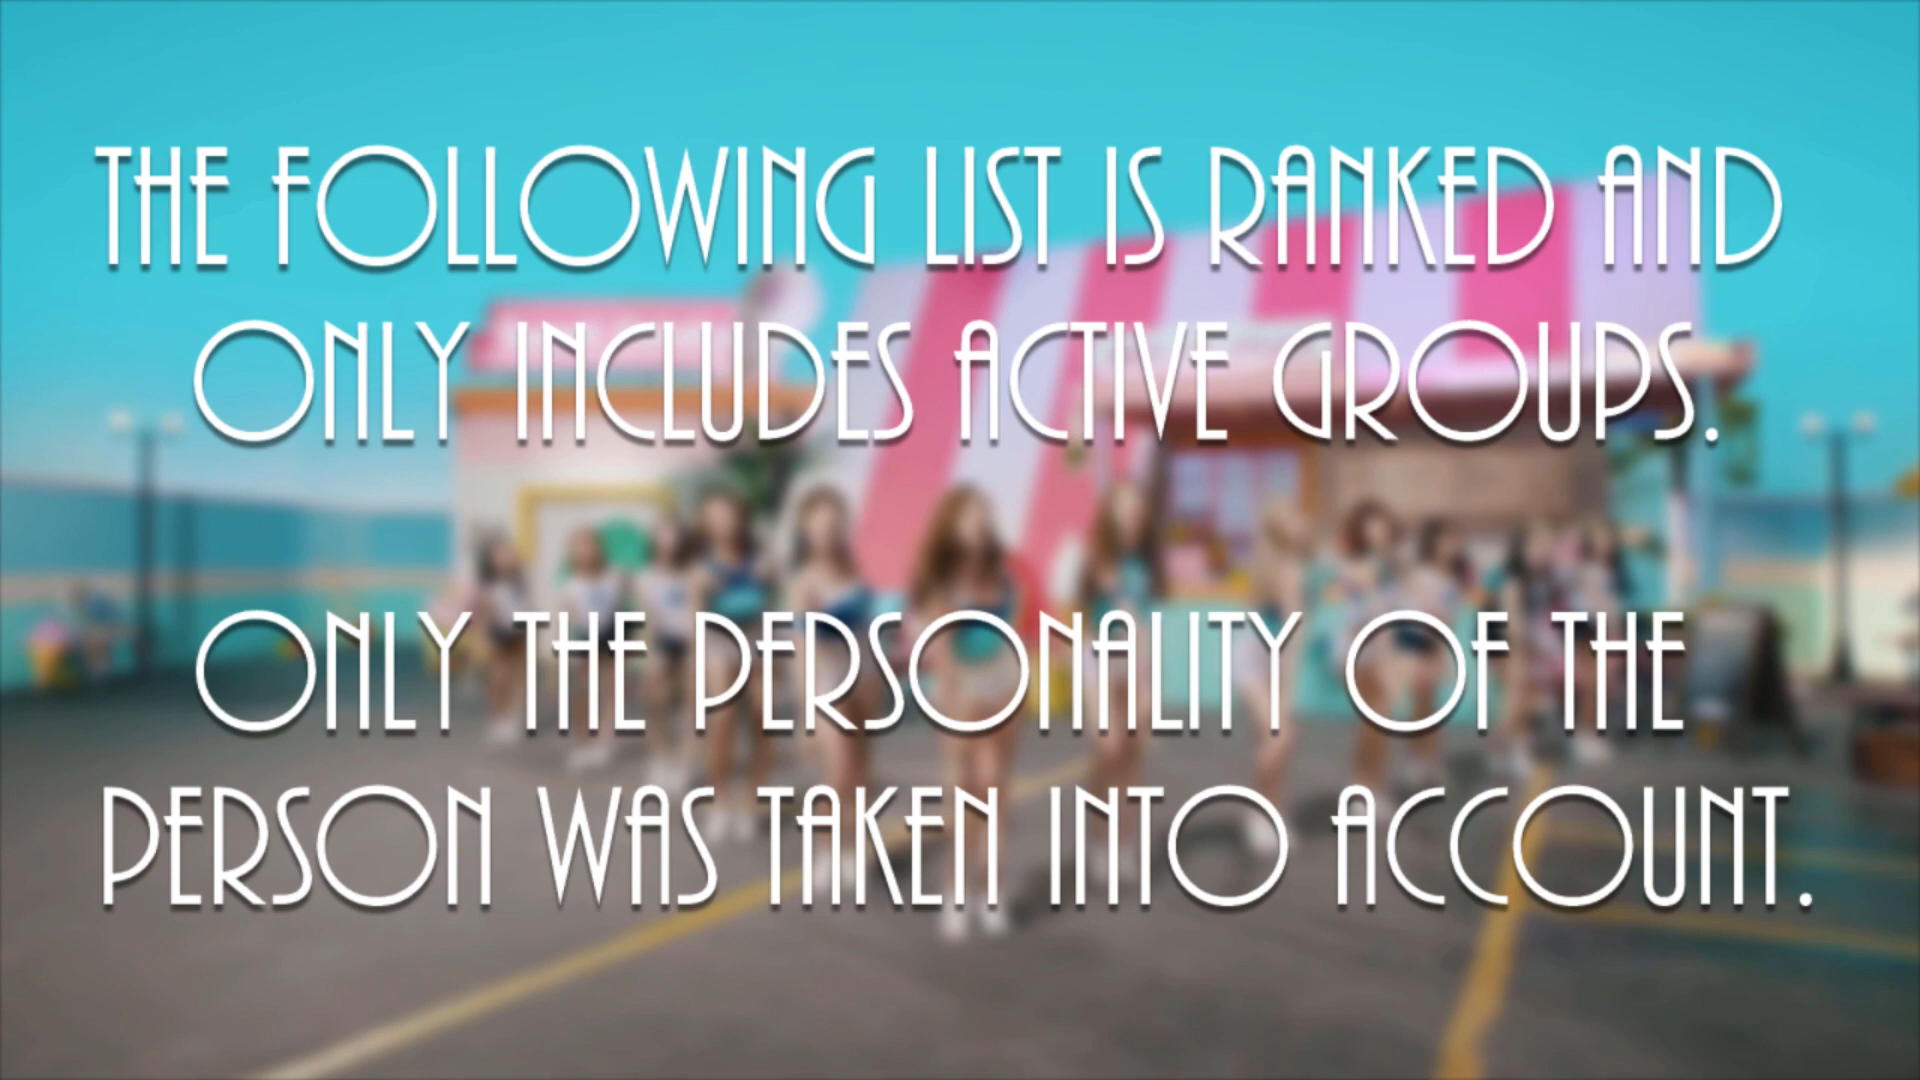 THE FOLLOWING LIST IS RANKED AND
ONLY INCLUDES ACTIVE GROUPS.
ONLY THE PERSONALITY OF THE
PERSON WAS TAKEN INTO ACCOUNT.